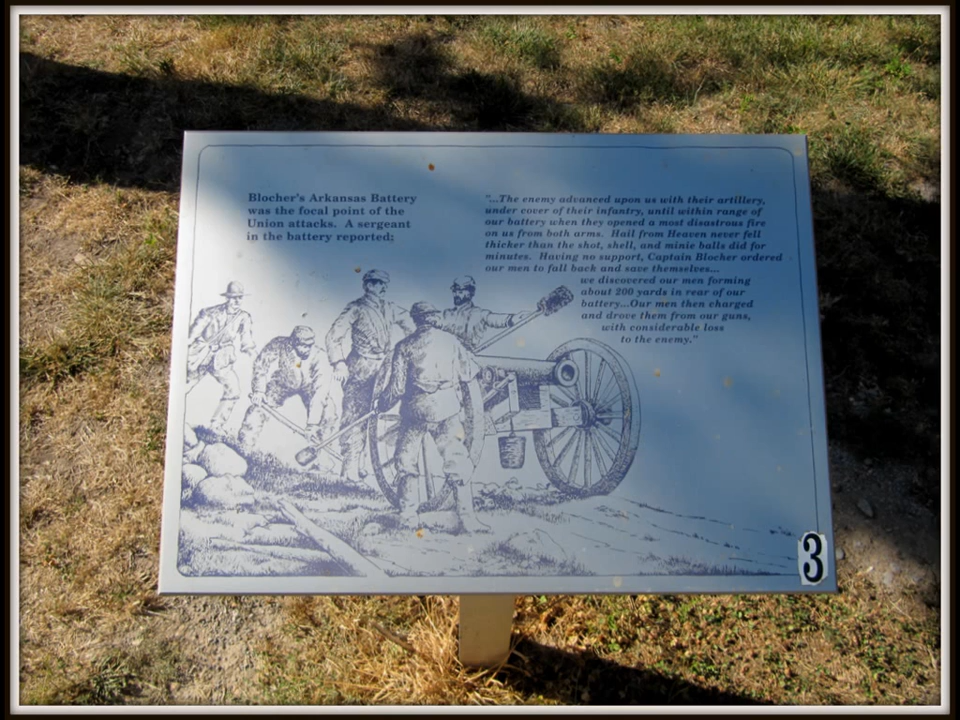 Blocher's Arkansas Battery
was the focal point of the
Union attacks. A sergeant
in the battery reported;
"...The enemy advanced upon us with their artillery,
under cover of their infantry, until within range of
our battery when they opened a most disastrous fire
on us from both arms. Hail from Heaven never fell
thicker than the shot, shell, and minie balls did for
minutes. Having no support, Captain Blocher ordered
our men to fall back and save themselves...
we discovered our men forming
about 200 yards in rear of our
battery...Our men then charged
and drove them from our guns,
with considerable loss
to the enemy."
3